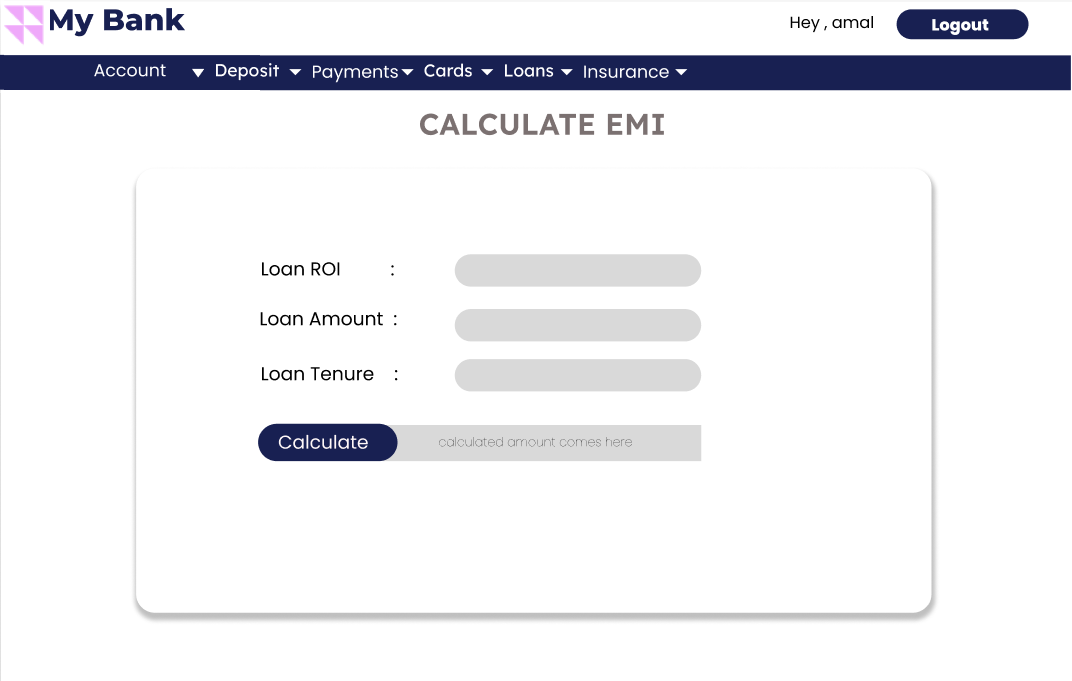 My Bank
Hey , amal
Logout
Account Deposit Payments Cards Loans Insurance
CALCULATE EMI
Loan ROI :
Loan Amount :
Loan Tenure :
Calculate calculated amount comes here